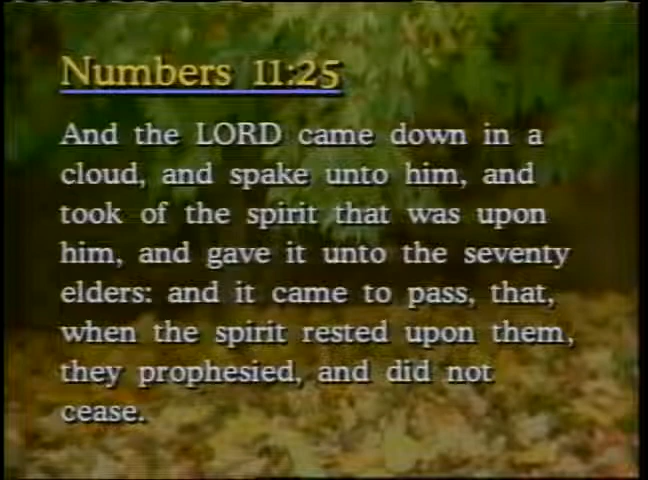 Numbers 11:25
And the LORD came down in a
cloud, and spake unto him, and
took of the spirit that was upon
him, and gave it unto the seventy
elders: and it came to pass, that,
when the spirit rested upon them,
they prophesied, and did not
cease.